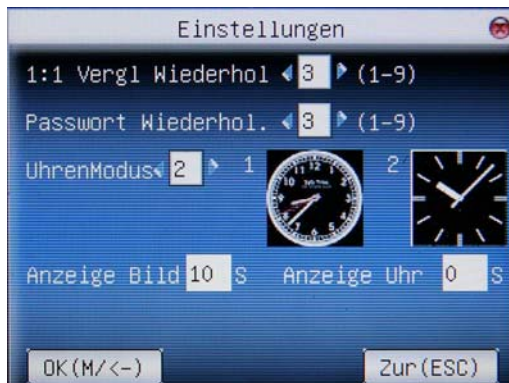 Einstellungen
1:1 Vergl Wiederhol 3 (1-9)
Passwort Wiederhol. 3 (1-9)
UhrenModus 2 1 2
Anzeige Bild 10 S Anzeige Uhr 0 S
OK(M/<-) Zur(ESC)